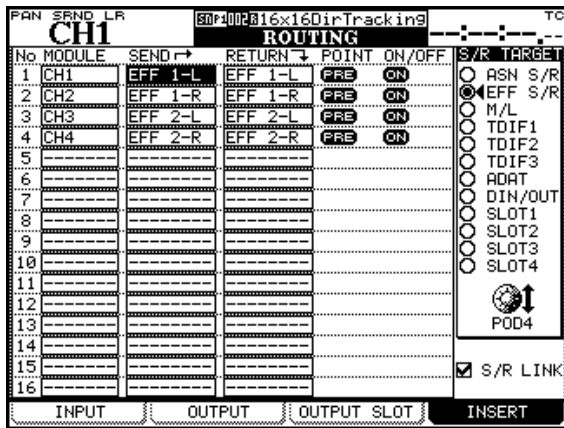 PAN SRND LR
CH1
16x16DirTracking
ROUTING
TC
--:--:--.--
No MODULE SEND RETURN POINT ON/OFF
1 CH1 EFF 1-L EFF 1-L PRE ON
2 CH2 EFF 1-R EFF 1-R PRE ON
3 CH3 EFF 2-L EFF 2-L PRE ON
4 CH4 EFF 2-R EFF 2-R PRE ON
5 ------- ------- -------
6 ------- ------- -------
7 ------- ------- -------
8 ------- ------- -------
9 ------- ------- -------
10 ------- ------- -------
11 ------- ------- -------
12 ------- ------- -------
13 ------- ------- -------
14 ------- ------- -------
15 ------- ------- -------
16 ------- ------- -------
S/R TARGET
ASN S/R
EFF S/R
M/L
TDIF1
TDIF2
TDIF3
ADAT
DIN/OUT
SLOT1
SLOT2
SLOT3
SLOT4
POD4
S/R LINK
INPUT OUTPUT OUTPUT SLOT INSERT